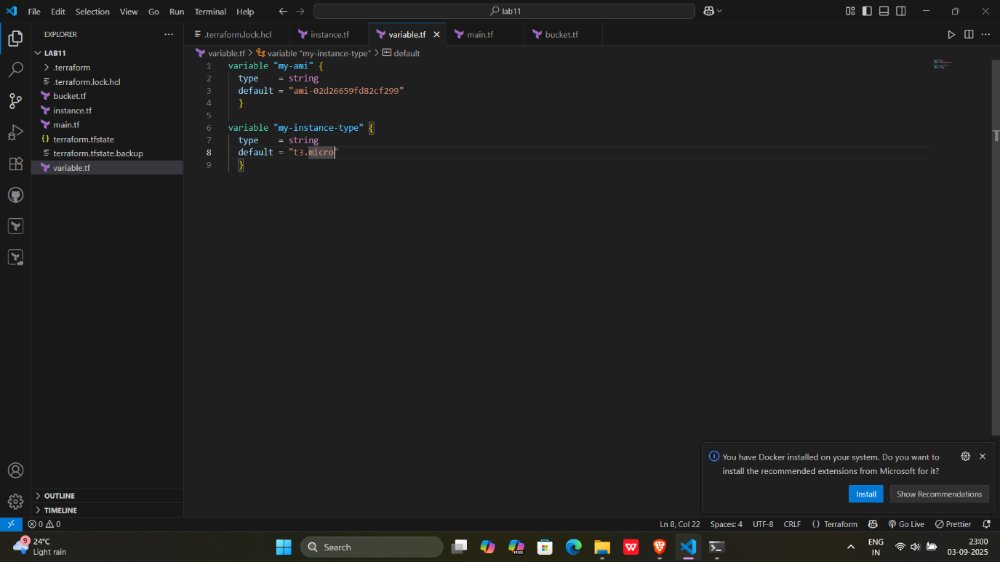 File Edit Selection View Go Run Terminal Help
lab11
EXPLORER
.terraform.lock.hcl
instance.tf
variable.tf
main.tf
bucket.tf
LAB11
.terraform
.terraform.lock.hcl
bucket.tf
instance.tf
main.tf
terraform.tfstate
terraform.tfstate.backup
variable.tf
OUTLINE
TIMELINE
variable.tf > variable "my-instance-type" > default
1 variable "my-ami" {
2 type = string
3 default = "ami-02d26659fd82cf299"
4 }
5
6 variable "my-instance-type" {
7 type = string
8 default = "t3.micro"
9 }
You have Docker installed on your system. Do you want to
install the recommended extensions from Microsoft for it?
Install Show Recommendations
0 0 Ln 8, Col 22 Spaces: 4 UTF-8 CRLF {} Terraform Go Live Prettier
9
24°C
Light rain
Search
ENG
IN
23:00
03-09-2025